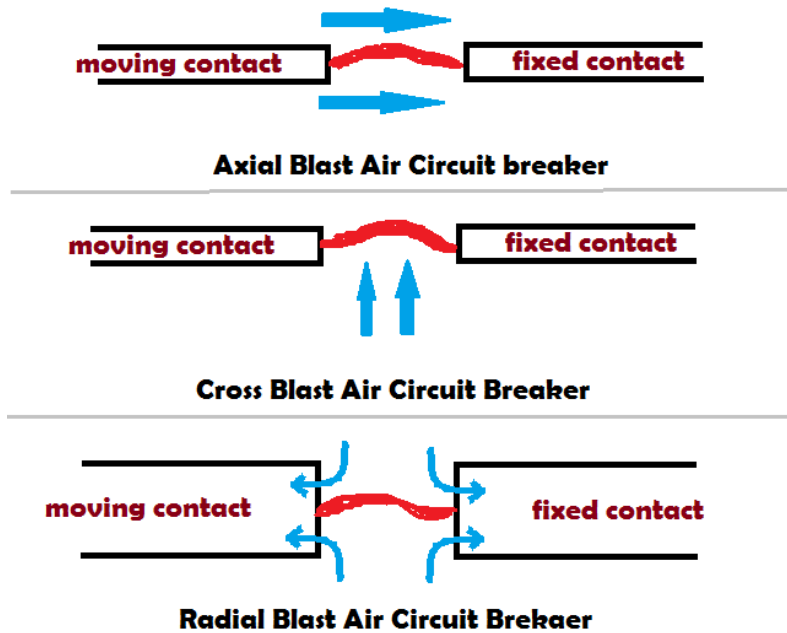 moving contact fixed contact
Axial Blast Air Circuit breaker
moving contact fixed contact
Cross Blast Air Circuit Breaker
moving contact fixed contact
Radial Blast Air Circuit Brekaer